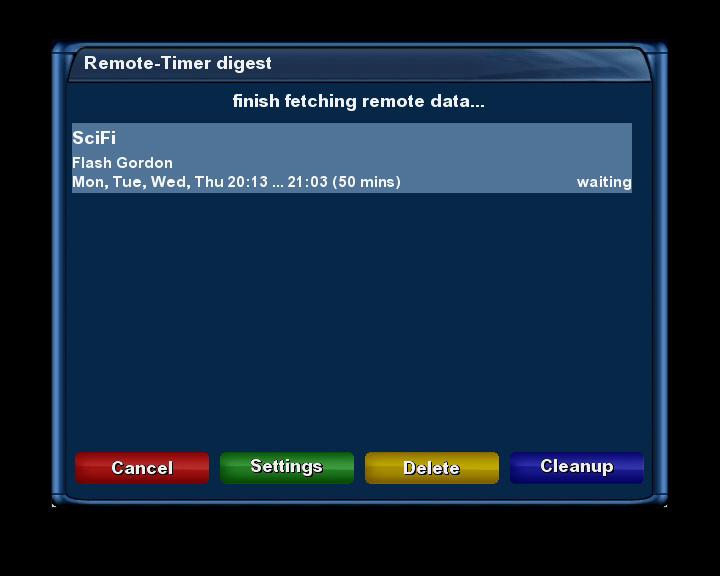 Remote-Timer digest
finish fetching remote data...
SciFi
Flash Gordon
Mon, Tue, Wed, Thu 20:13 ... 21:03 (50 mins) waiting
Cancel Settings Delete Cleanup